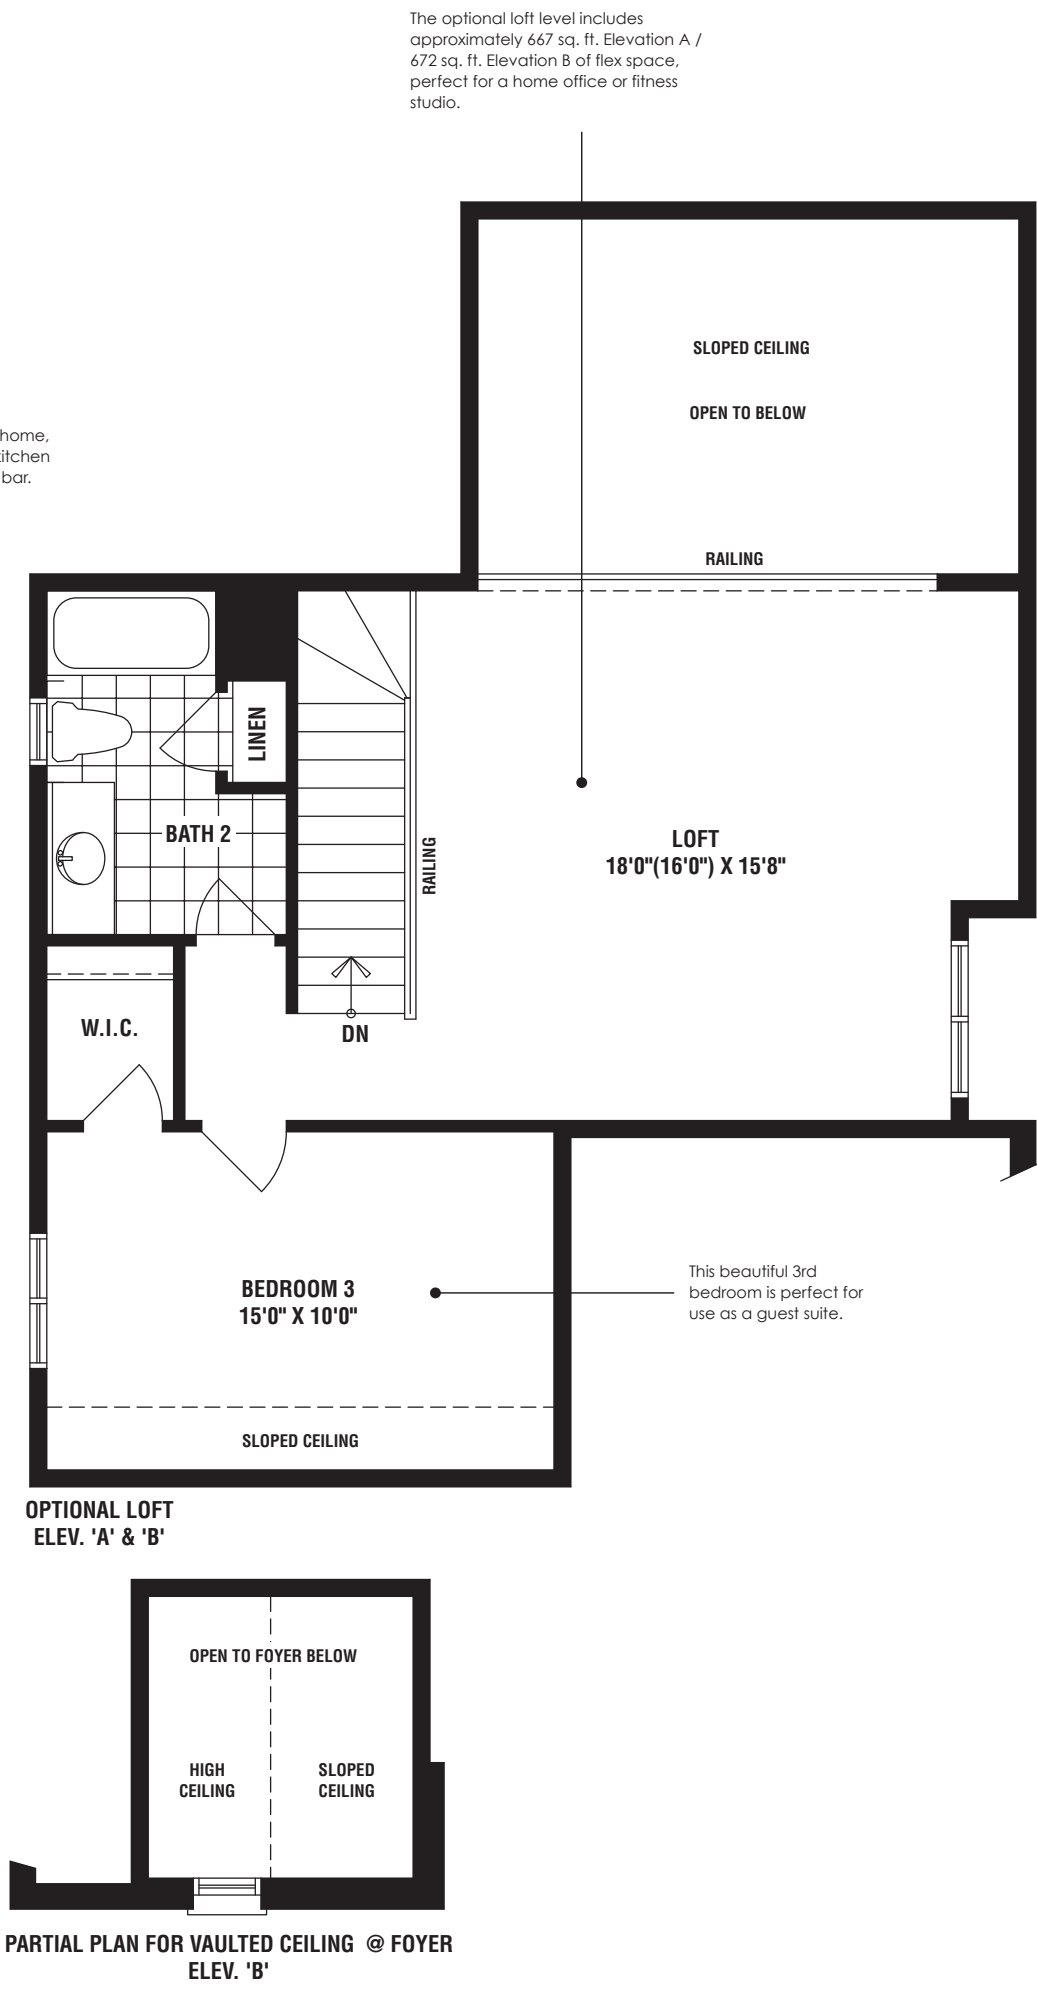 The optional loft level includes
approximately 667 sq. ft. Elevation A /
672 sq. ft. Elevation B of flex space,
perfect for a home office or fitness
studio.
SLOPED CEILING
OPEN TO BELOW
home,
kitchen
bar.
RAILING
LINEN
BATH 2
RAILING
LOFT
18'0"(16'0") X 15'8"
W.I.C.
DN
BEDROOM 3
15'0" X 10'0"
This beautiful 3rd
bedroom is perfect for
use as a guest suite.
SLOPED CEILING
OPTIONAL LOFT
ELEV. 'A' & 'B'
OPEN TO FOYER BELOW
HIGH
CEILING
SLOPED
CEILING
PARTIAL PLAN FOR VAULTED CEILING @ FOYER
ELEV. 'B'